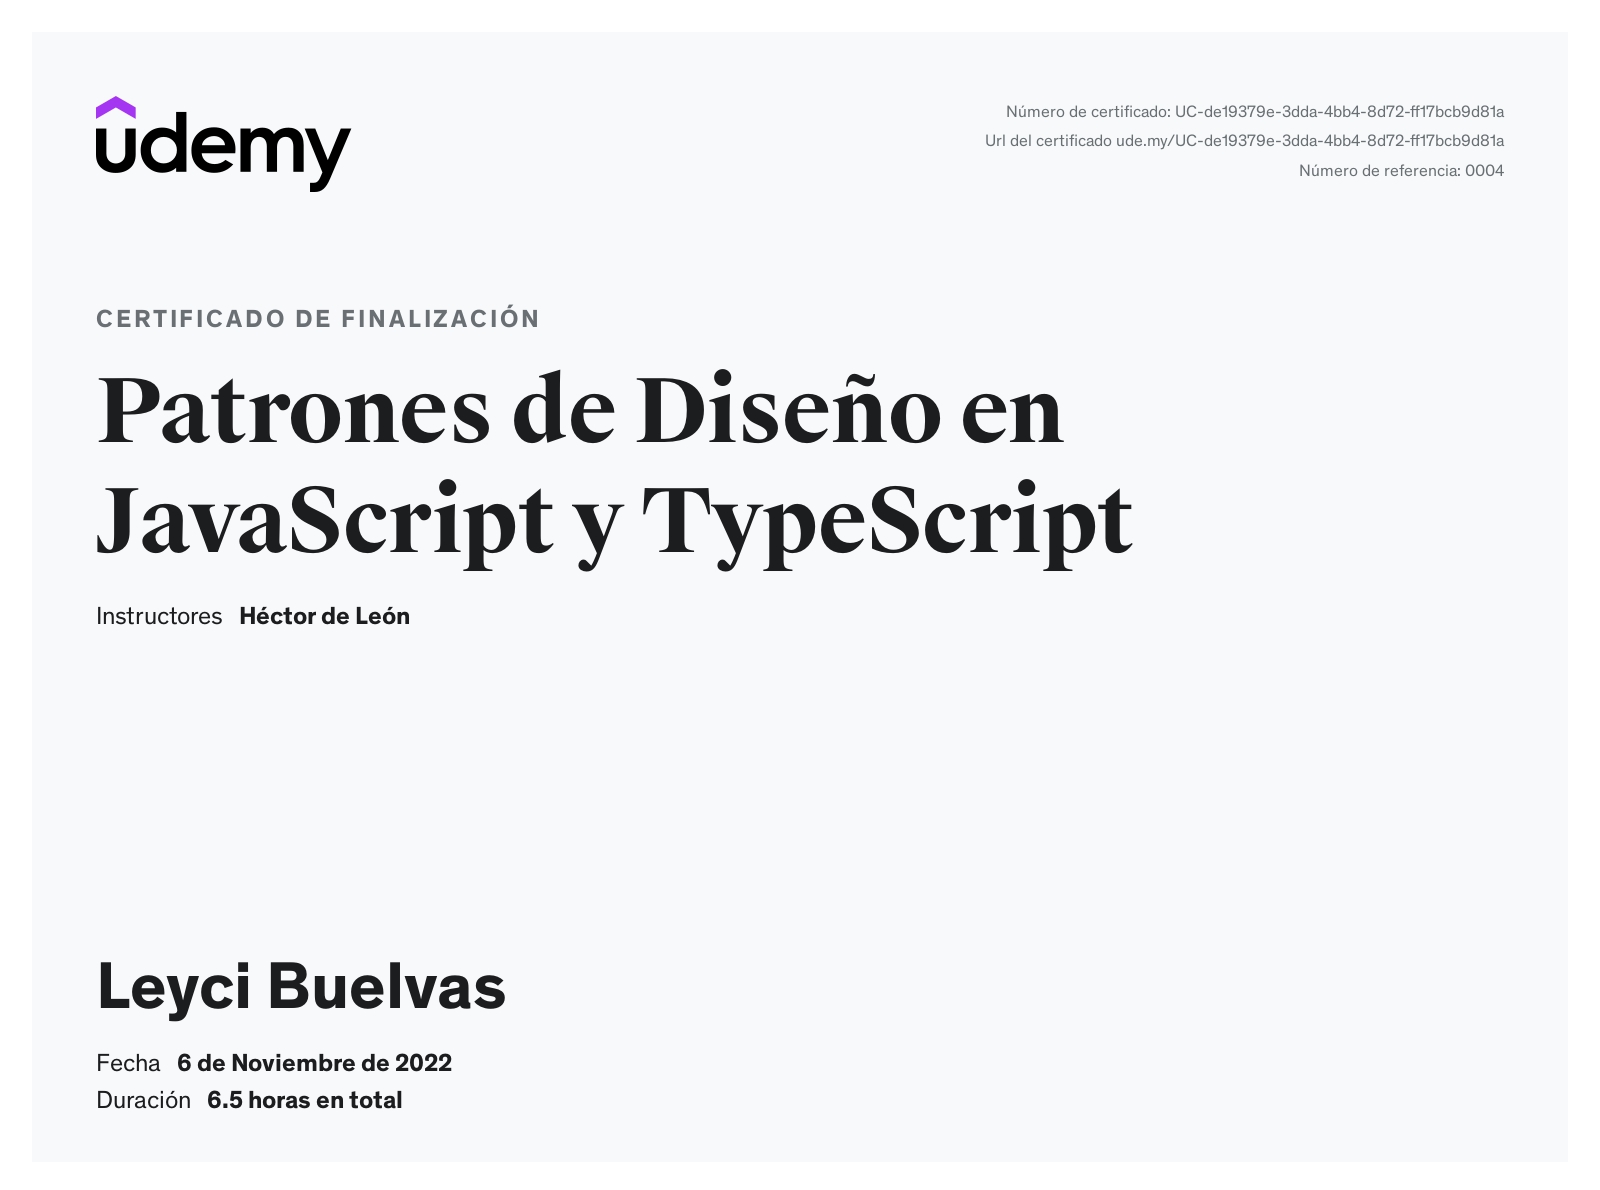 udemy
Número de certificado: UC-de19379e-3dda-4bb4-8d72-ff17bcb9d81a
Url del certificado ude.my/UC-de19379e-3dda-4bb4-8d72-ff17bcb9d81a
Número de referencia: 0004
CERTIFICADO DE FINALIZACIÓN
Patrones de Diseño en
JavaScript y TypeScript
Instructores Héctor de León
Leyci Buelvas
Fecha 6 de Noviembre de 2022
Duración 6.5 horas en total